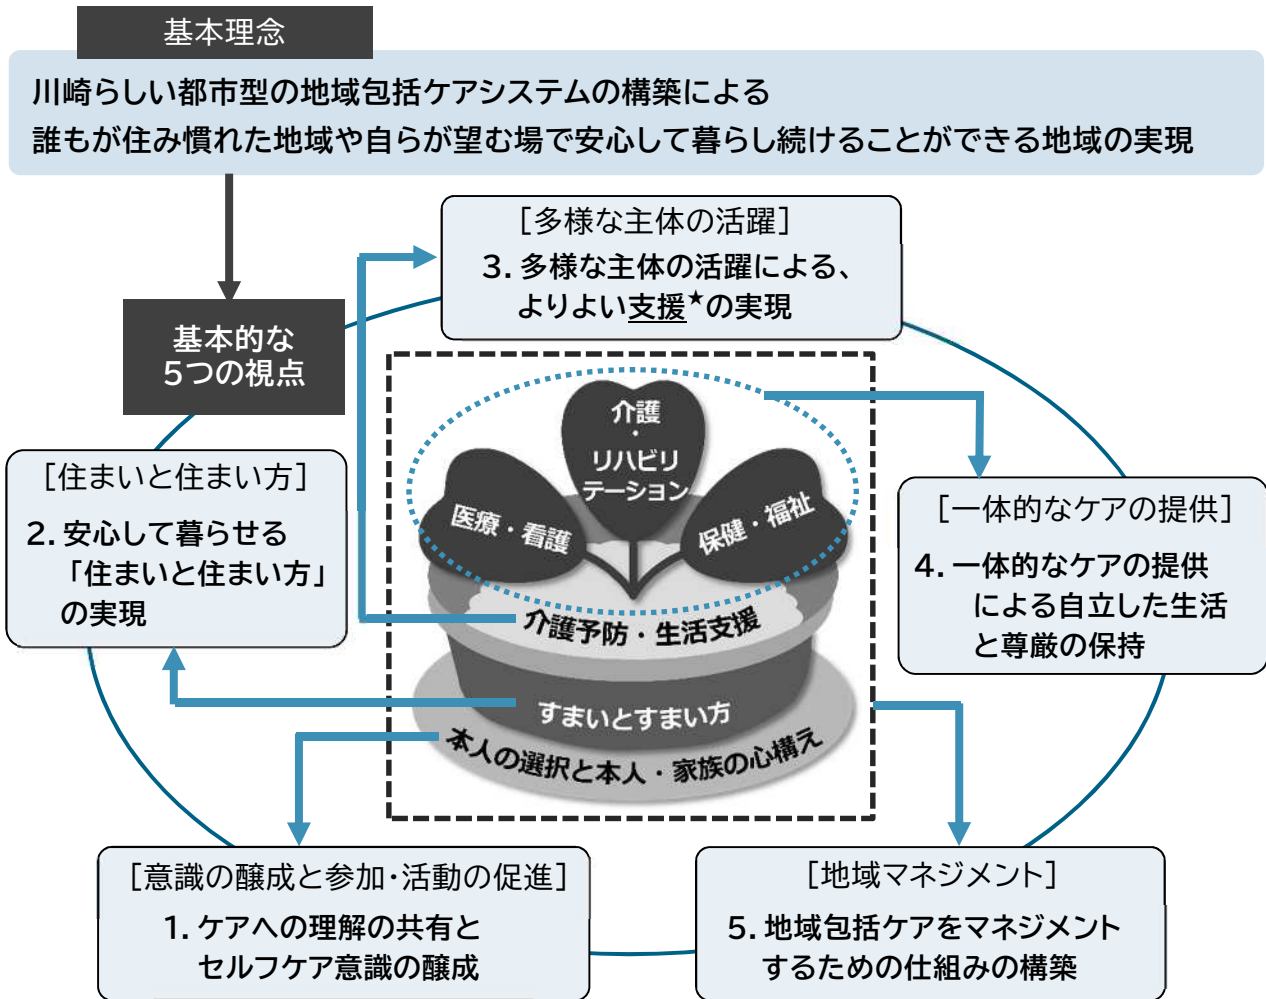 基本理念
川崎らしい都市型の地域包括ケアシステムの構築による
誰もが住み慣れた地域や自らが望む場で安心して暮らし続けることができる地域の実現
基本的な
5つの視点
[多様な主体の活躍]
3. 多様な主体の活躍による、
よりよい支援★の実現
[住まいと住まい方]
2. 安心して暮らせる
「住まいと住まい方」
の実現
介護
・
リハビリ
テーション
医療・看護
保健・福祉
介護予防・生活支援
すまいとすまい方
本人の選択と本人・家族の心構え
[一体的なケアの提供]
4. 一体的なケアの提供
による自立した生活
と尊厳の保持
[意識の醸成と参加・活動の促進]
1. ケアへの理解の共有と
セルフケア意識の醸成
[地域マネジメント]
5. 地域包括ケアをマネジメント
するための仕組みの構築